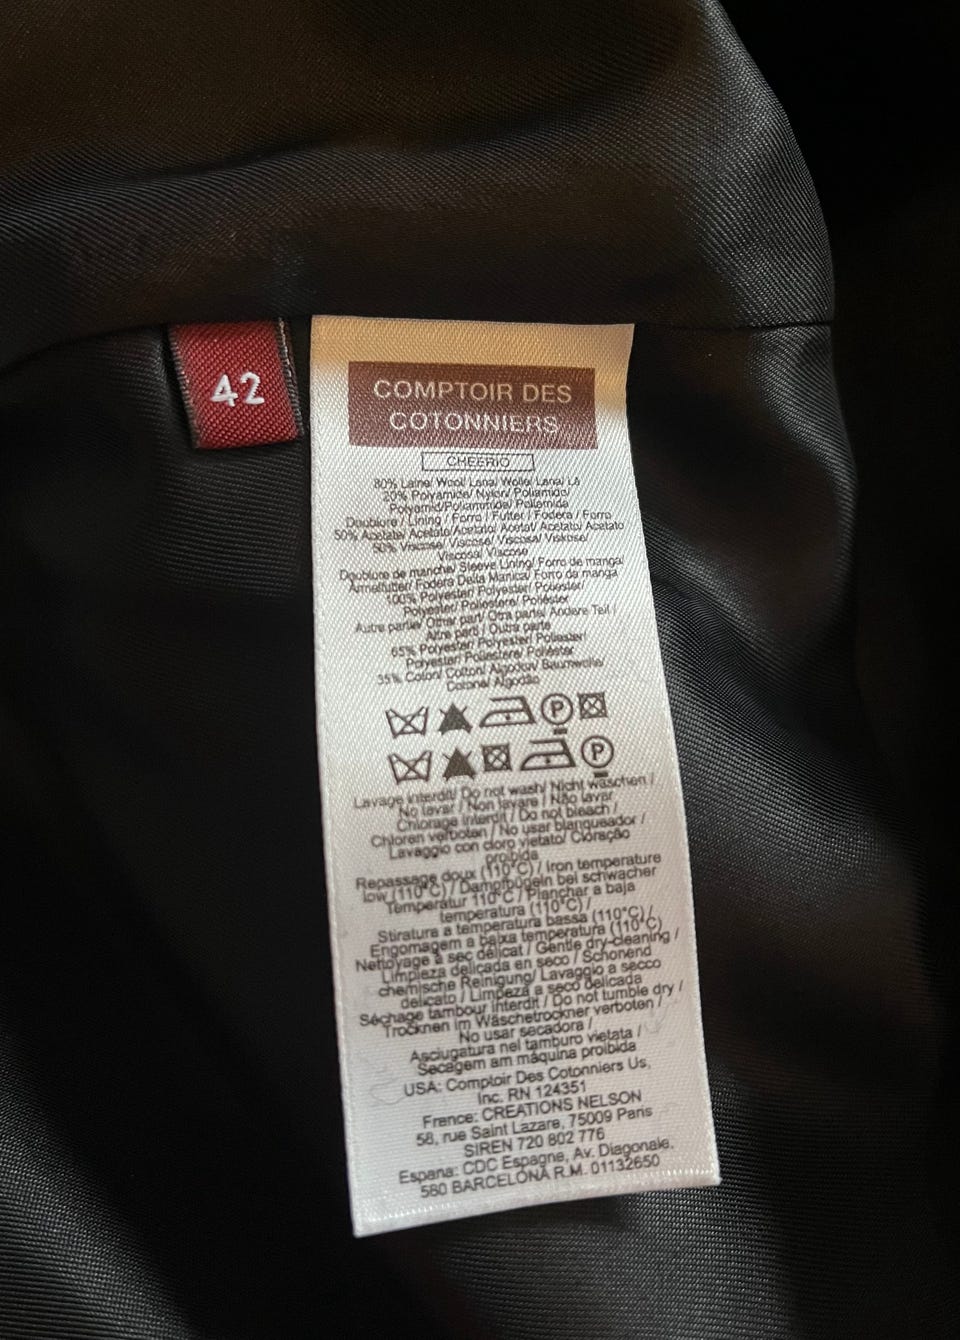 42
COMPTOIR DES
COTONNIERS
CHEERIO
80% Laine/ Wool/ Lana/ Wolle/ Lana/ Lã
20% Polyamide/ Nylon/ Poliamido/
Polyamid/Poliammide/ Poliamida
Doublure / Lining / Forro / Futter / Fodera / Forro
50% Acetate/ Acetato/Acetato/ Acetat/ Acetato/ Acetato
50% Viscose/ Viscose/ Viscosa/ Viskose/
Viscosa/ Viscose
Doublure de manche/ Sleeve Lining/ Forro de manga/
Armelfutter/ Fodera Della Manica/ Forro da manga
100% Polyester/ Polyester/ Poliester/
Polyester/ Poliestere/ Poliéster
Autre partie/ Other part/ Otra parte/ Andere Teil /
Altre parti / Outra parte
65% Polyester/ Polyester/ Poliester/
Polyester/ Poliestere/ Poliéster
35% Coton/ Cotton/ Algodon/ Baumwolle/
Cotone/ Algodão
P
P
Lavage interdit/ Do not wash/ Nicht waschen /
No lavar / Non lavare / Não lavar
Chlorage interdit / Do not bleach /
Chloren verboten / No usar blanqueador /
Lavaggio con cloro vietato/ Cloração
proibida
Repassage doux (110°C) / Iron temperature
low (110°C) / Dampfbügeln bei schwacher
Temperatur 110°C / Planchar a baja
temperatura (110°C) /
Stiratura a temperatura bassa (110°C)/
Engomagem a baixa temperatura (110°C)
Nettoyage à sec délicat / Gentle dry-cleaning /
Limpieza delicada en seco / Schonend
chemische Reinigung/ Lavaggio a secco
delicato / Limpeza a seco delicada
Séchage tambour interdit / Do not tumble dry /
Trocknen im Wäschetrockner verboten /
No usar secadora /
Asciugatura nel tamburo vietata /
Secagem am máquina proibida
USA: Comptoir Des Cotonniers Us,
Inc. RN 124351
France: CREATIONS NELSON
58, rue Saint Lazare, 75009 Paris
SIREN 720 802 776
Espana: CDC Espagne, Av. Diagonale,
580 BARCELONA R.M. 01132650